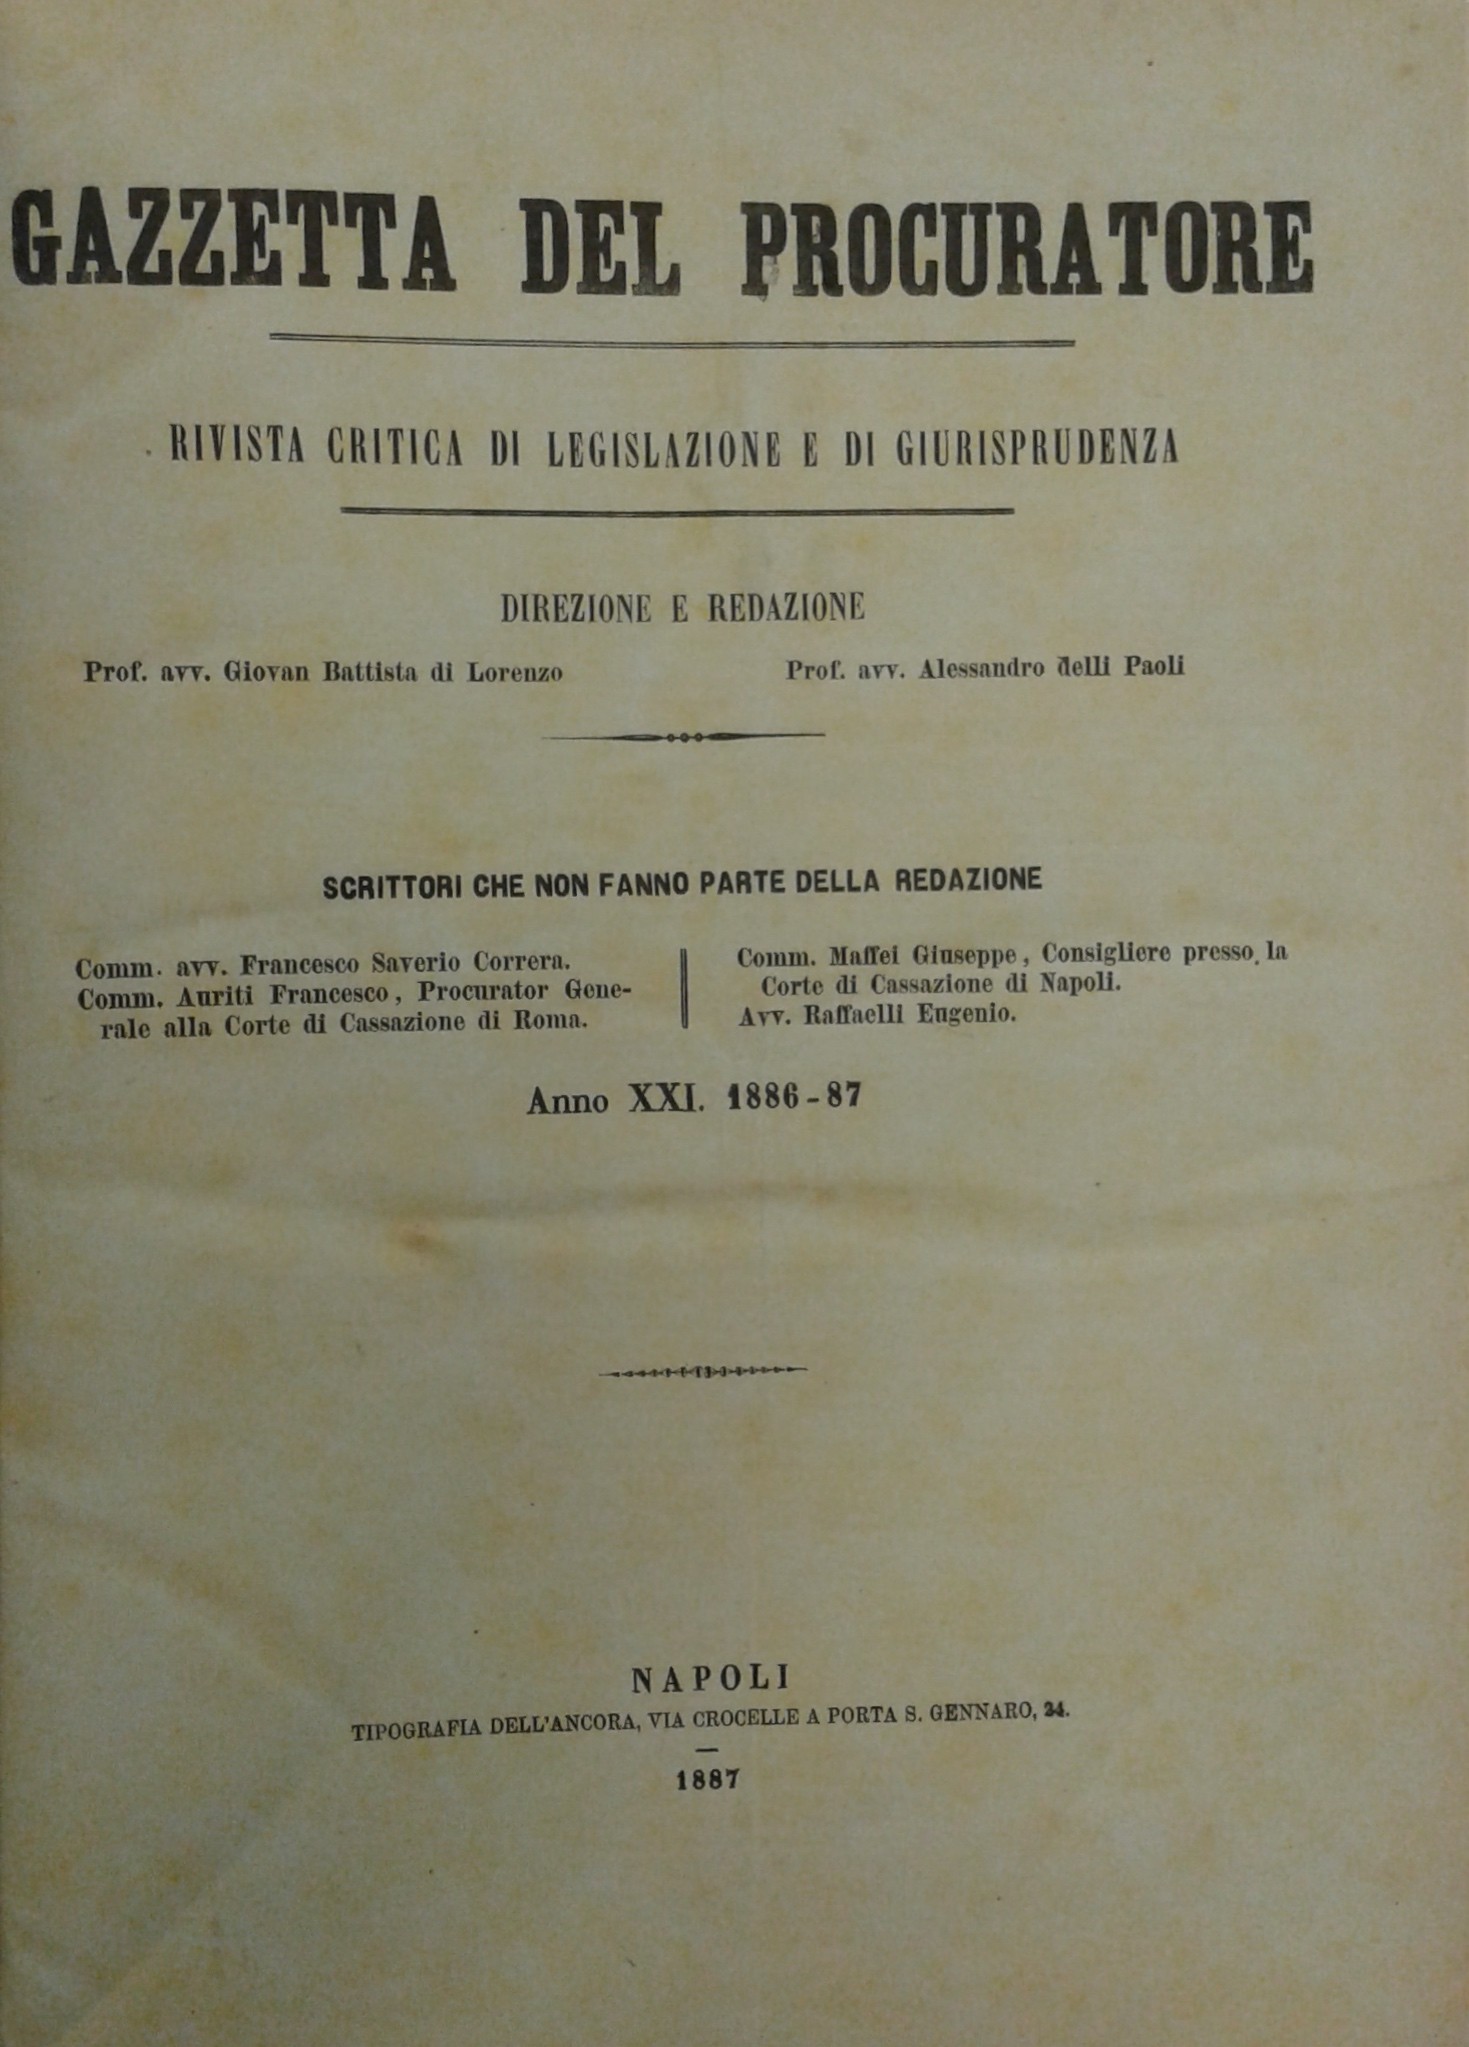 GAZZETTA DEL PROCURATORE
RIVISTA CRITICA DI LEGISLAZIONE E DI GIURISPRUDENZA
DIREZIONE E REDAZIONE
Prof. avv. Giovan Battista di Lorenzo
Prof. avv. Alessandro delli Paoli
SCRITTORI CHE NON FANNO PARTE DELLA REDAZIONE
Comm. avv. Francesco Saverio Correra.
Comm. Auriti Francesco, Procurator Gene-
rale alla Corte di Cassazione di Roma.
Comm. Maffei Giuseppe, Consigliere presso la
Corte di Cassazione di Napoli.
Avv. Raffaelli Eugenio.
Anno XXI. 1886-87
NAPOLI
TIPOGRAFIA DELL'ANCORA, VIA CROCELLE A PORTA S. GENNARO, 24.
1887